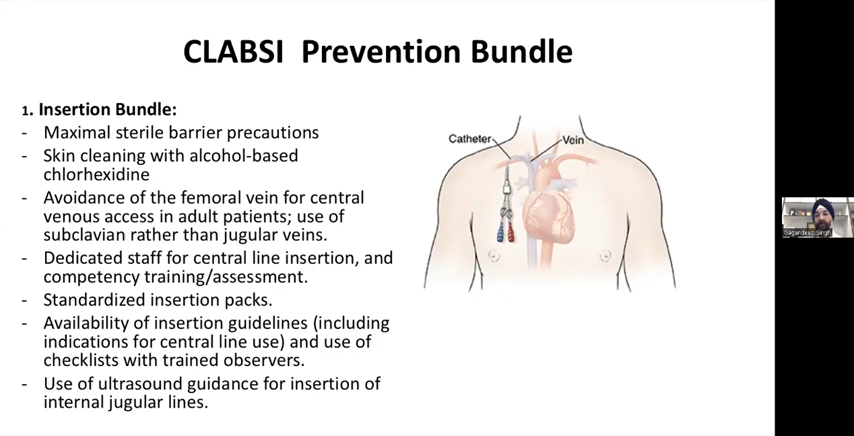 CLABSI Prevention Bundle
1. Insertion Bundle:
- Maximal sterile barrier precautions
- Skin cleaning with alcohol-based
chlorhexidine
- Avoidance of the femoral vein for central
venous access in adult patients; use of
subclavian rather than jugular veins.
- Dedicated staff for central line insertion, and
competency training/assessment.
- Standardized insertion packs.
- Availability of insertion guidelines (including
indications for central line use) and use of
checklists with trained observers.
- Use of ultrasound guidance for insertion of
internal jugular lines.
Catheter
Vein
Gagandeep Singh